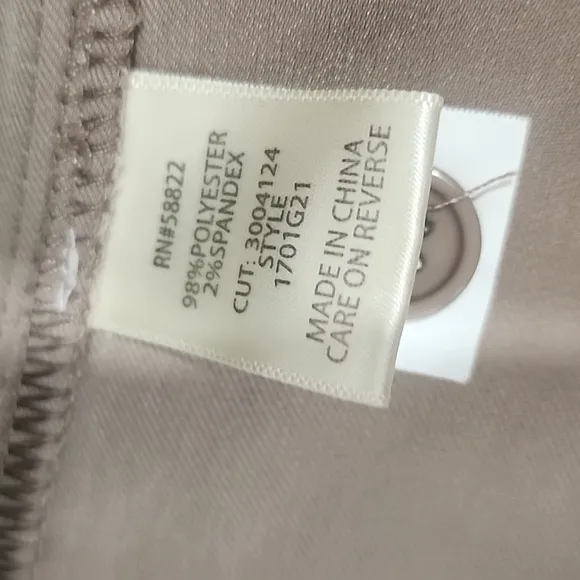 RN#58822
98%POLYESTER
2%SPANDEX
CUT: 3004124
STYLE
1701G21
MADE IN CHINA
CARE ON REVERSE